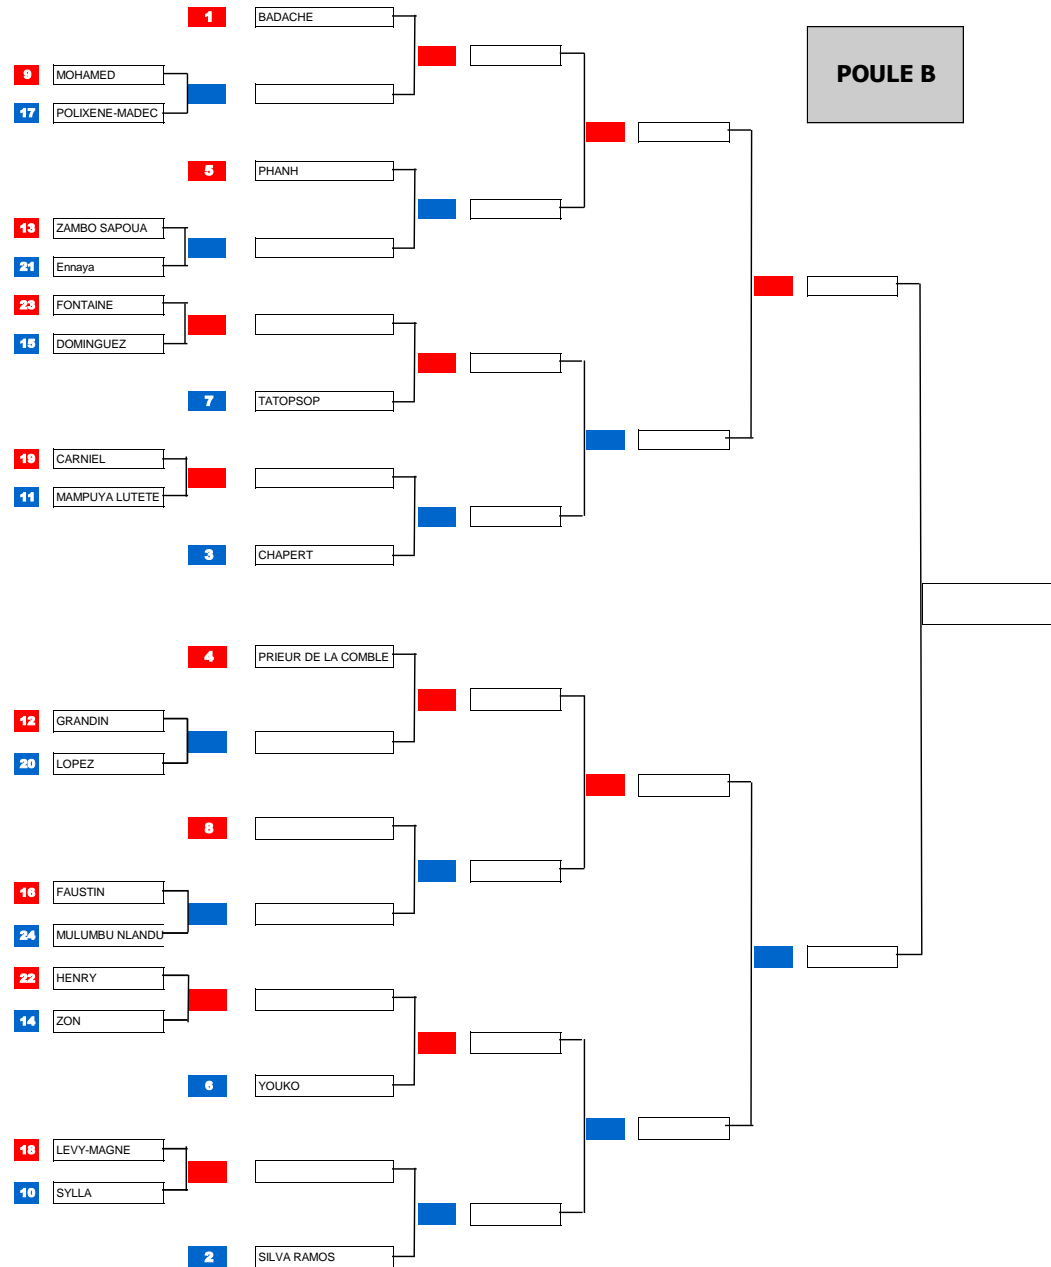 1 BADACHE
POULE B
9 MOHAMED
17 POLIXENE-MADEC
5 PHANH
13 ZAMBO SAPOUA
21 Ennaya
23 FONTAINE
15 DOMINGUEZ
7 TATOPSOP
19 CARNIEL
11 MAMPUYA LUTETE
3 CHAPERT
4 PRIEUR DE LA COMBLE
12 GRANDIN
20 LOPEZ
8
16 FAUSTIN
24 MULUMBU NLANDU
22 HENRY
14 ZON
6 YOUKO
18 LEVY-MAGNE
10 SYLLA
2 SILVA RAMOS